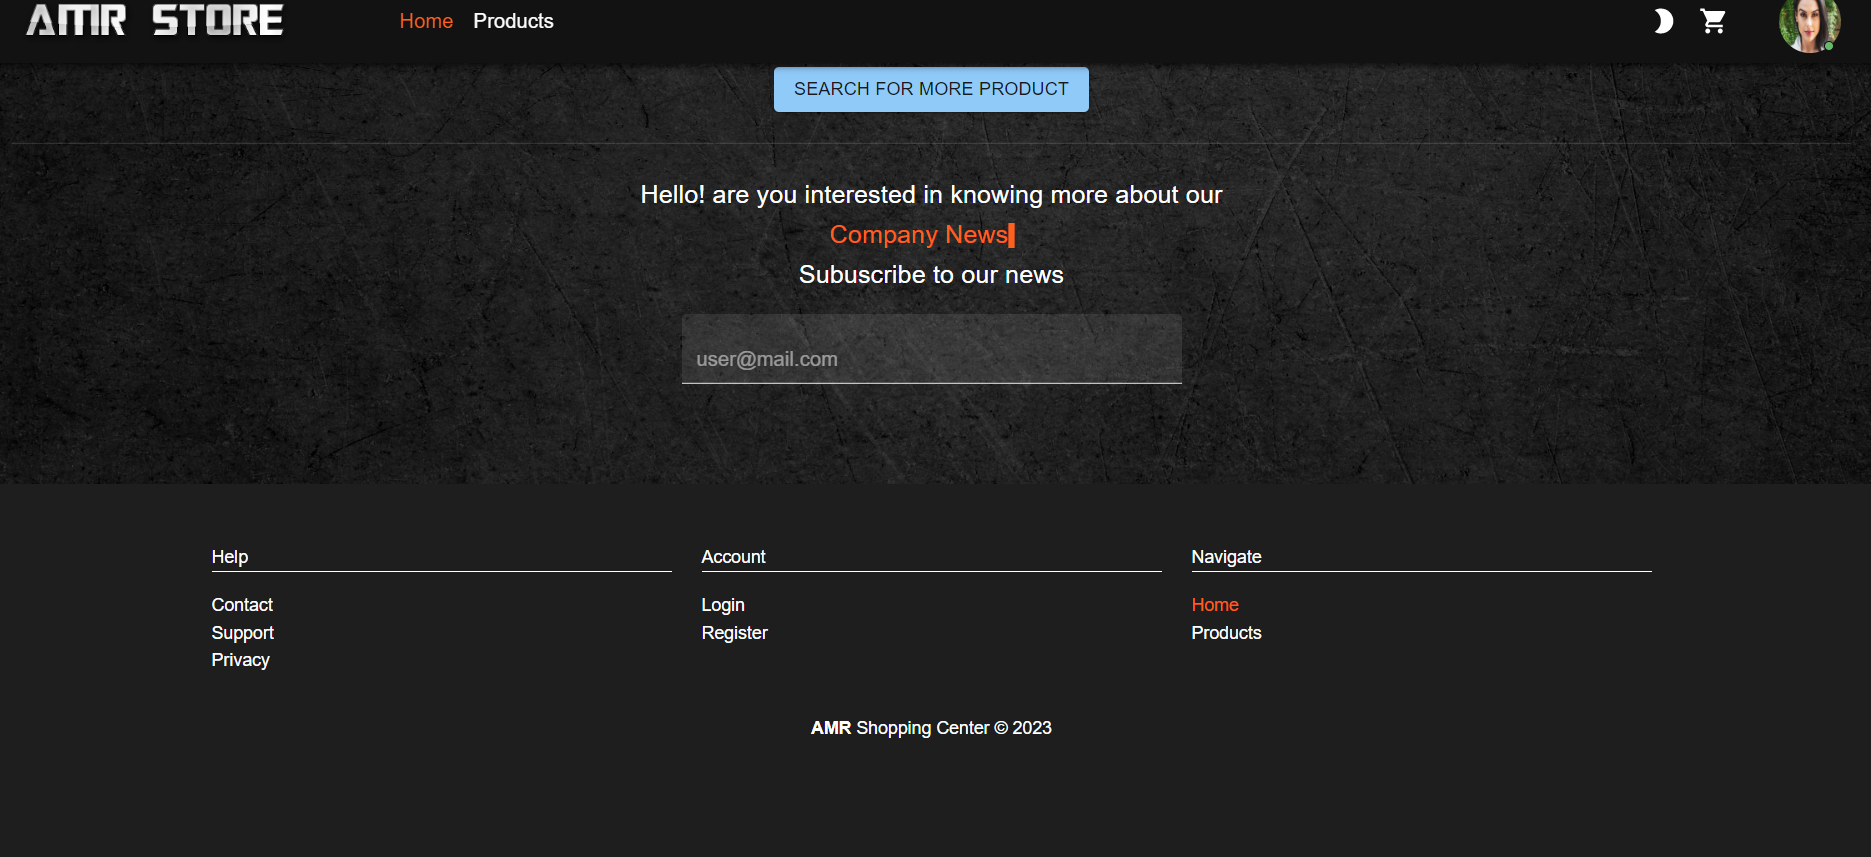 AMR STORE
Home
Products
SEARCH FOR MORE PRODUCT
Hello! are you interested in knowing more about our
Company News
Subuscribe to our news
user@mail.com
Help
Contact
Support
Privacy
Account
Login
Register
Navigate
Home
Products
AMR Shopping Center © 2023